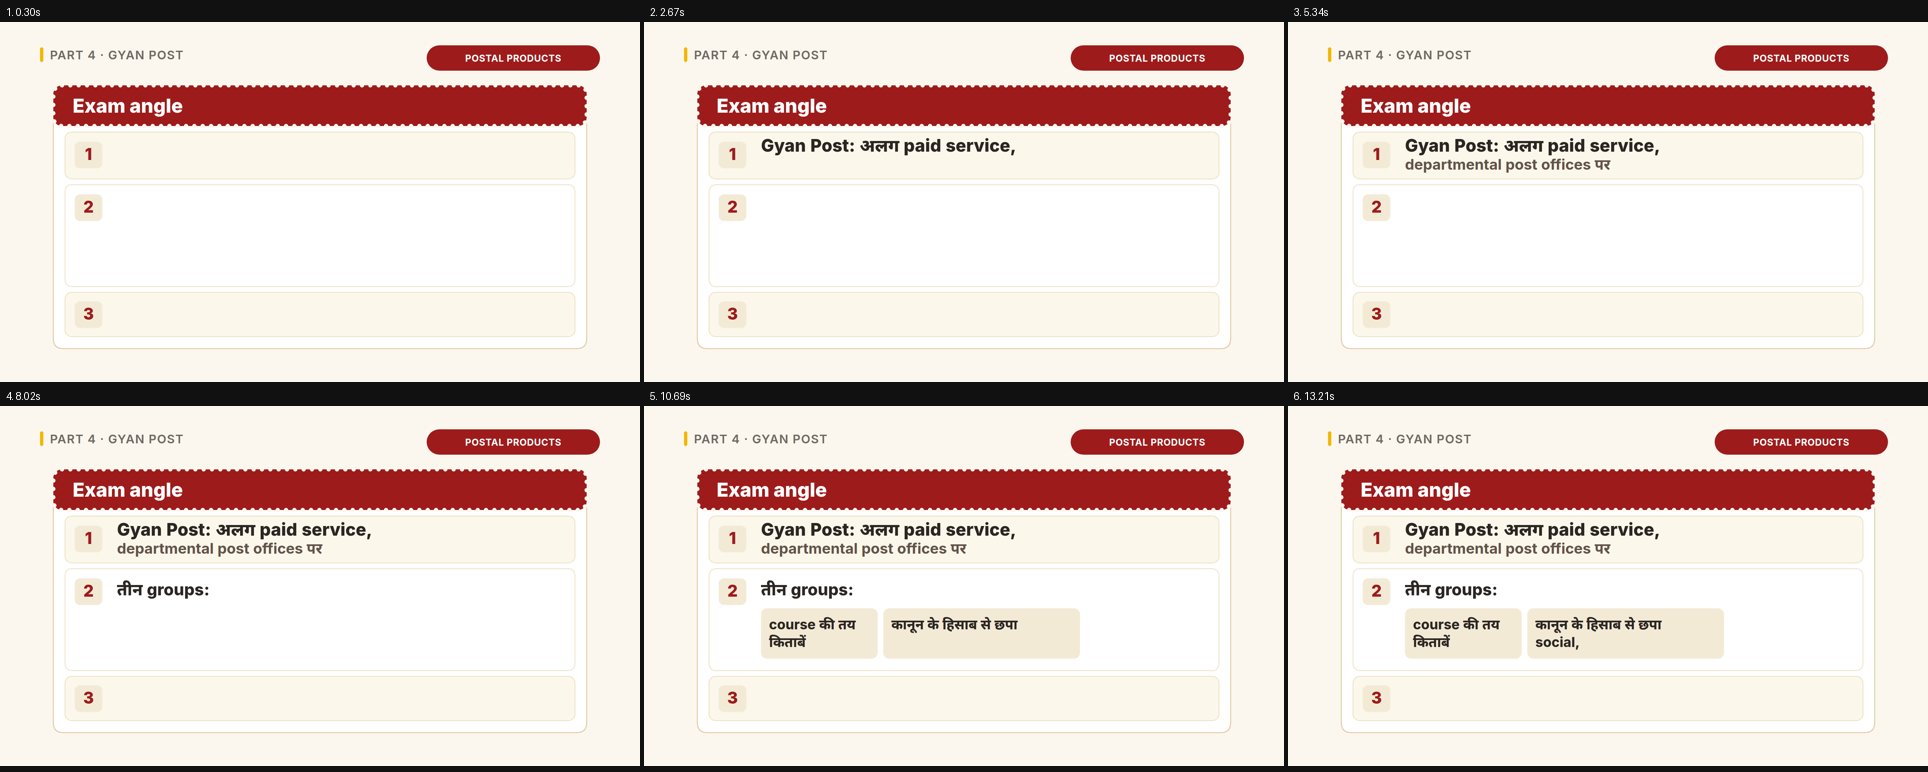 1. 0.30s
PART 4 · GYAN POST
POSTAL PRODUCTS
Exam angle
1
2
3
2. 2.67s
PART 4 · GYAN POST
POSTAL PRODUCTS
Exam angle
1 Gyan Post: अलग paid service,
2
3
3. 5.34s
PART 4 · GYAN POST
POSTAL PRODUCTS
Exam angle
1 Gyan Post: अलग paid service,
departmental post offices पर
2
3
4. 8.02s
PART 4 · GYAN POST
POSTAL PRODUCTS
Exam angle
1 Gyan Post: अलग paid service,
departmental post offices पर
2 तीन groups:
3
5. 10.69s
PART 4 · GYAN POST
POSTAL PRODUCTS
Exam angle
1 Gyan Post: अलग paid service,
departmental post offices पर
2 तीन groups:
course की तय
किताबें
कानून के हिसाब से छपा
3
6. 13.21s
PART 4 · GYAN POST
POSTAL PRODUCTS
Exam angle
1 Gyan Post: अलग paid service,
departmental post offices पर
2 तीन groups:
course की तय
किताबें
कानून के हिसाब से छपा
social,
3